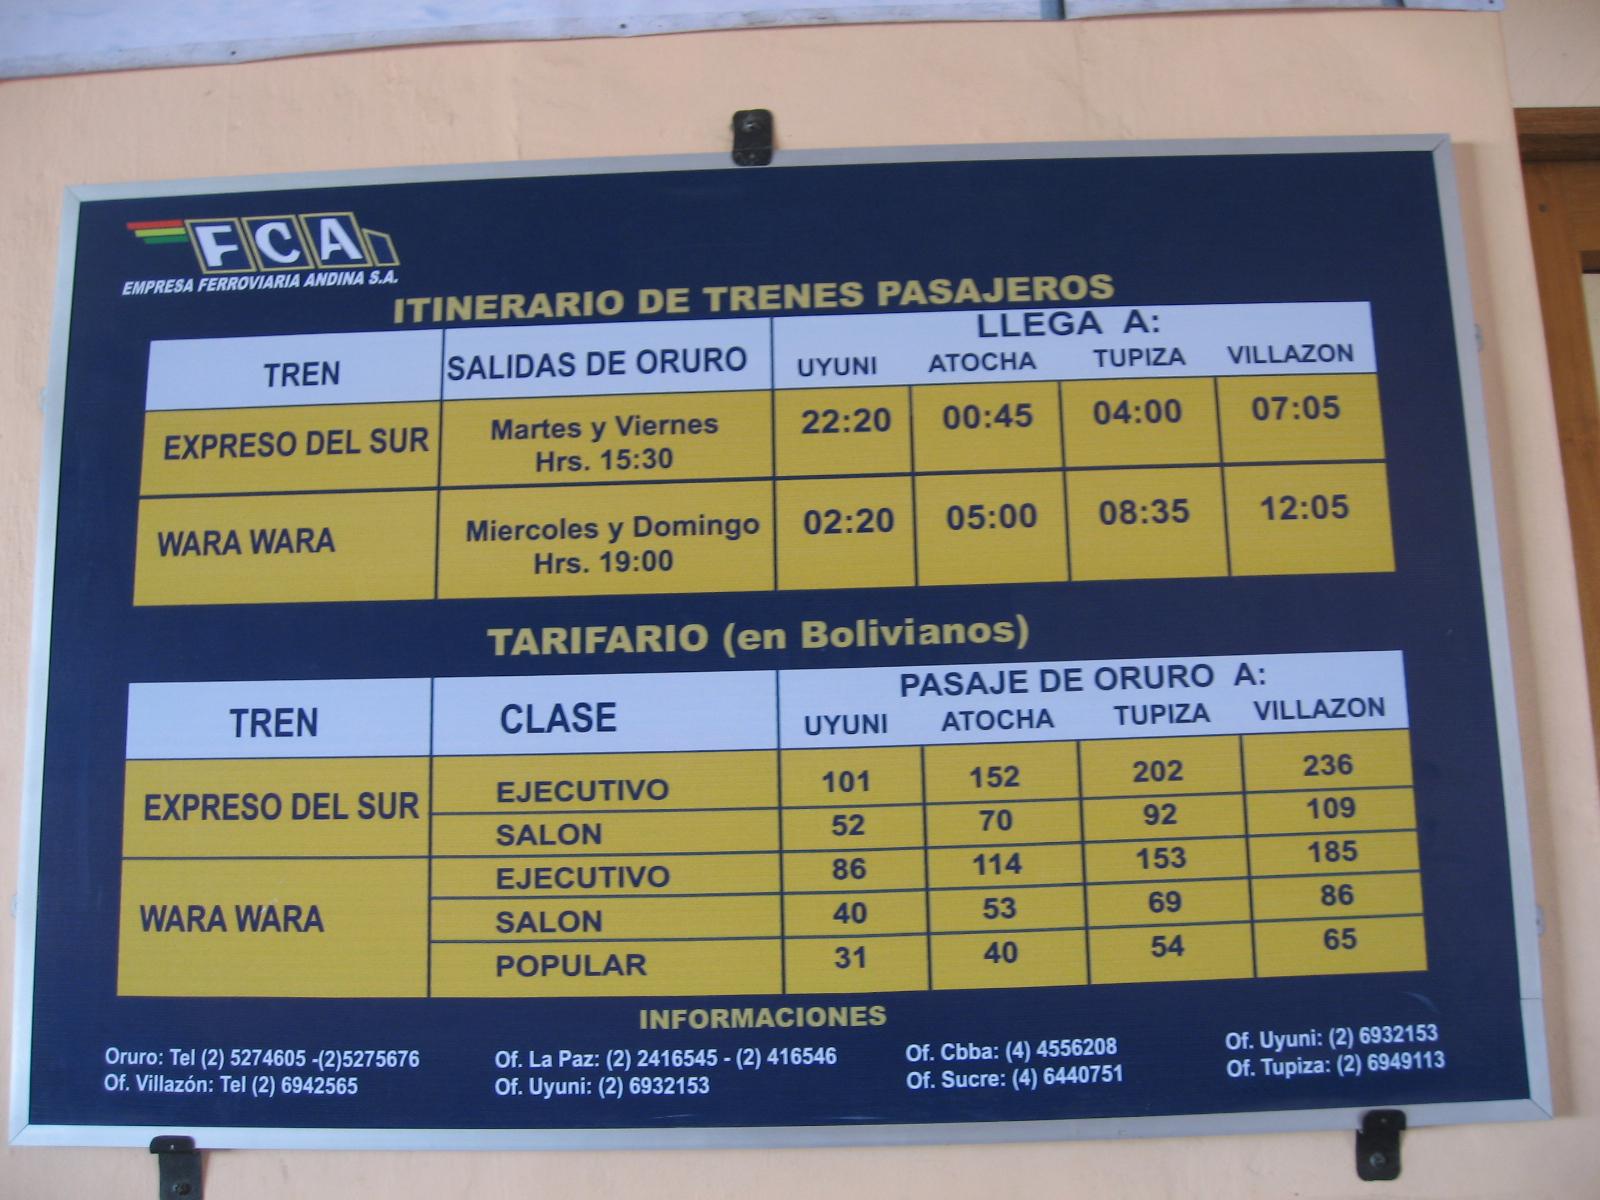 FCA
EMPRESA FERROVIARIA ANDINA S.A.
ITINERARIO DE TRENES PASAJEROS
TREN SALIDAS DE ORURO LLEGA A:
UYUNI ATOCHA TUPIZA VILLAZON
EXPRESO DEL SUR Martes y Viernes Hrs. 15:30 22:20 00:45 04:00 07:05
WARA WARA Miercoles y Domingo Hrs. 19:00 02:20 05:00 08:35 12:05
TARIFARIO (en Bolivianos)
TREN CLASE PASAJE DE ORURO A:
UYUNI ATOCHA TUPIZA VILLAZON
EXPRESO DEL SUR EJECUTIVO 101 152 202 236
SALON 52 70 92 109
WARA WARA EJECUTIVO 86 114 153 185
SALON 40 53 69 86
POPULAR 31 40 54 65
INFORMACIONES
Oruro: Tel (2) 5274605 -(2)5275676 Of. La Paz: (2) 2416545 - (2) 416546 Of. Cbba: (4) 4556208 Of. Uyuni: (2) 6932153
Of. Villazón: Tel (2) 6942565 Of. Uyuni: (2) 6932153 Of. Sucre: (4) 6440751 Of. Tupiza: (2) 6949113